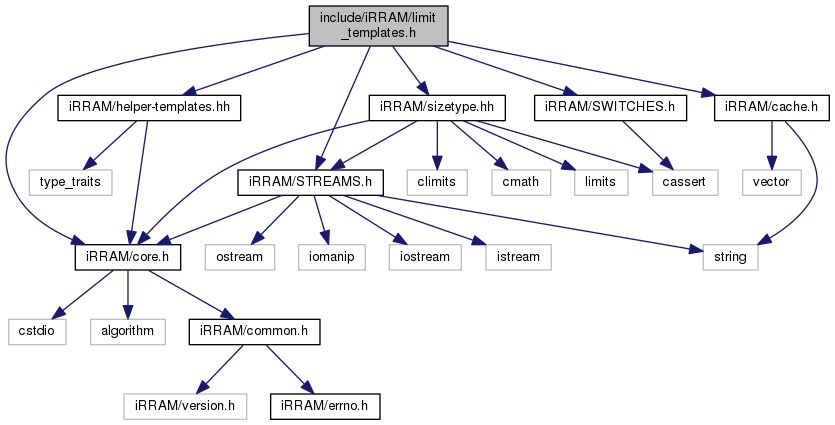 include/iRRAM/limit
_templates.h
iRRAM/helper-templates.hh
iRRAM/sizetype.hh
iRRAM/SWITCHES.h
iRRAM/cache.h
type_traits
iRRAM/STREAMS.h
climits
cmath
limits
cassert
vector
iRRAM/core.h
ostream
iomanip
iostream
istream
string
cstdio
algorithm
iRRAM/common.h
iRRAM/version.h
iRRAM/errno.h